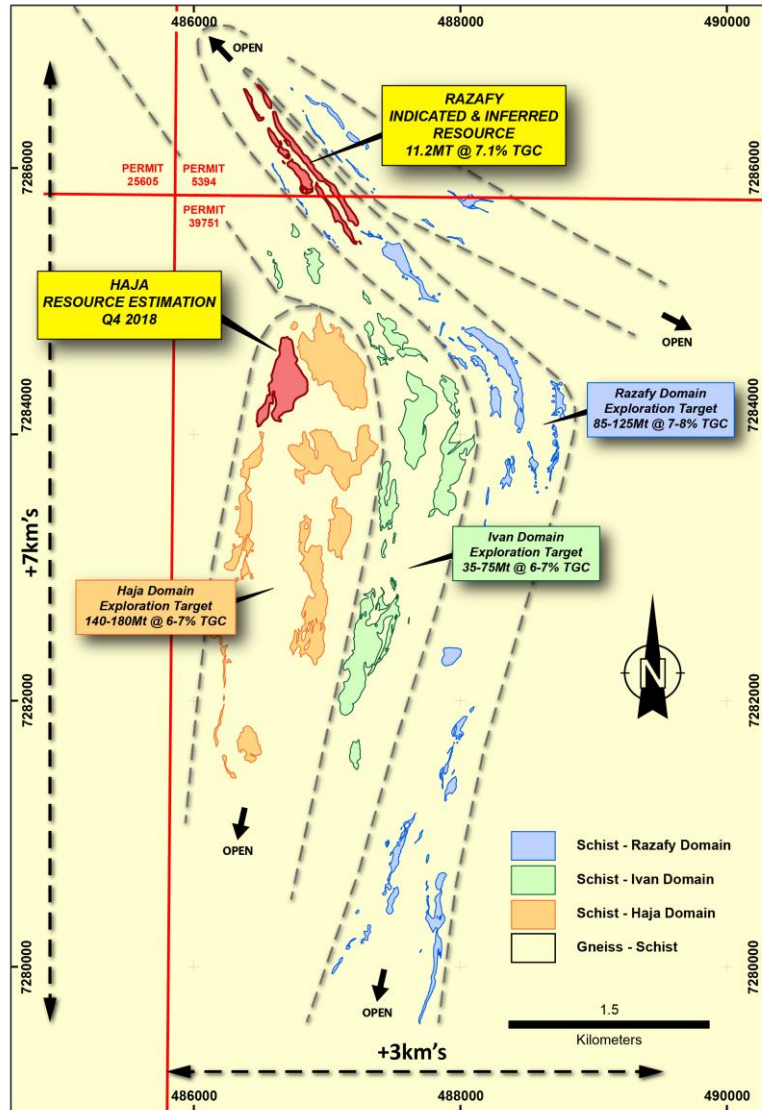 486000
488000
490000
OPEN
RAZAFY
INDICATED & INFERRED
RESOURCE
11.2MT @ 7.1% TGC
7286000
PERMIT
25605
PERMIT
5394
PERMIT
39751
HAJA
RESOURCE ESTIMATION
Q4 2018
OPEN
7284000
Razafy Domain
Exploration Target
85-125Mt @ 7-8% TGC
+7km's
Ivan Domain
Exploration Target
35-75Mt @ 6-7% TGC
Haja Domain
Exploration Target
140-180Mt @ 6-7% TGC
N
7282000
OPEN
Schist - Razafy Domain
Schist - Ivan Domain
Schist - Haja Domain
Gneiss - Schist
7280000
OPEN
1.5
Kilometers
+3km's
486000
488000
490000
7286000
7284000
7282000
7280000